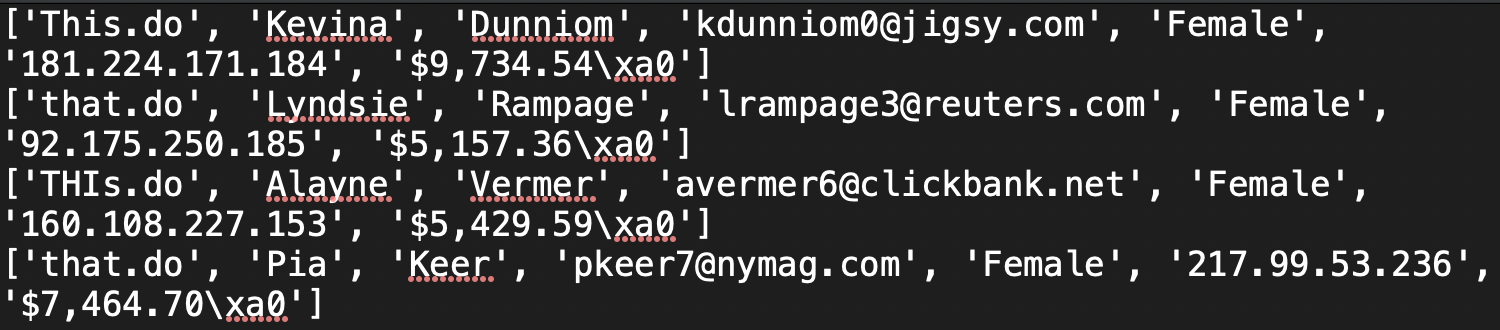 ['This.do', 'Kevina', 'Dunniom', 'kdunniom0@jigsy.com', 'Female',
'181.224.171.184', '$9,734.54\xa0']
['that.do', 'Lyndsie', 'Rampage', 'lrampage3@reuters.com', 'Female',
'92.175.250.185', '$5,157.36\xa0']
['THIs.do', 'Alayne', 'Vermer', 'avermer6@clickbank.net', 'Female',
'160.108.227.153', '$5,429.59\xa0']
['that.do', 'Pia', 'Keer', 'pkeer7@nymag.com', 'Female', '217.99.53.236',
'$7,464.70\xa0']